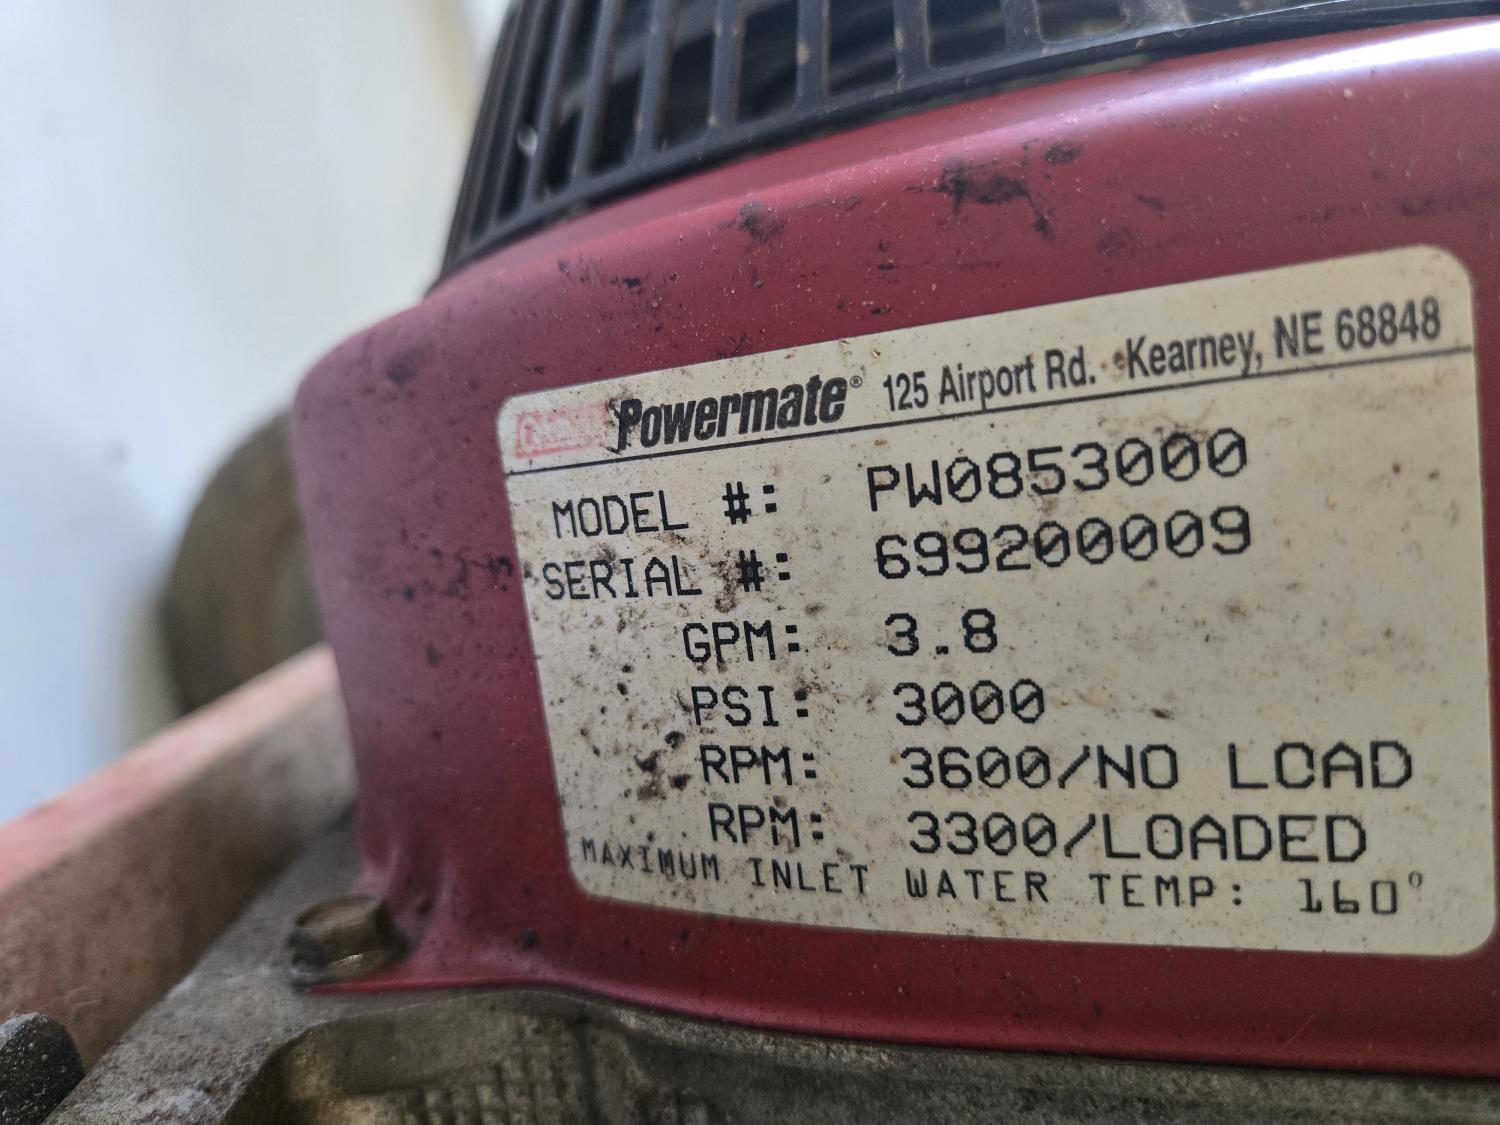 Powermate® 125 Airport Rd. Kearney, NE 68848
MODEL #: PW0853000
SERIAL #: 699200009
GPM: 3.8
PSI: 3000
RPM: 3600/NO LOAD
RPM: 3300/LOADED
MAXIMUM INLET WATER TEMP: 160°